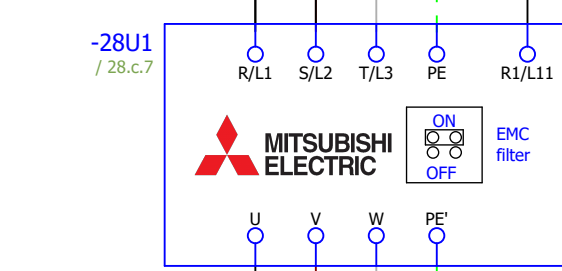 -28U1
/ 28.c.7
R/L1 S/L2 T/L3 PE R1/L11
MITSUBISHI
ELECTRIC
ON
OFF
EMC
filter
U V W PE'